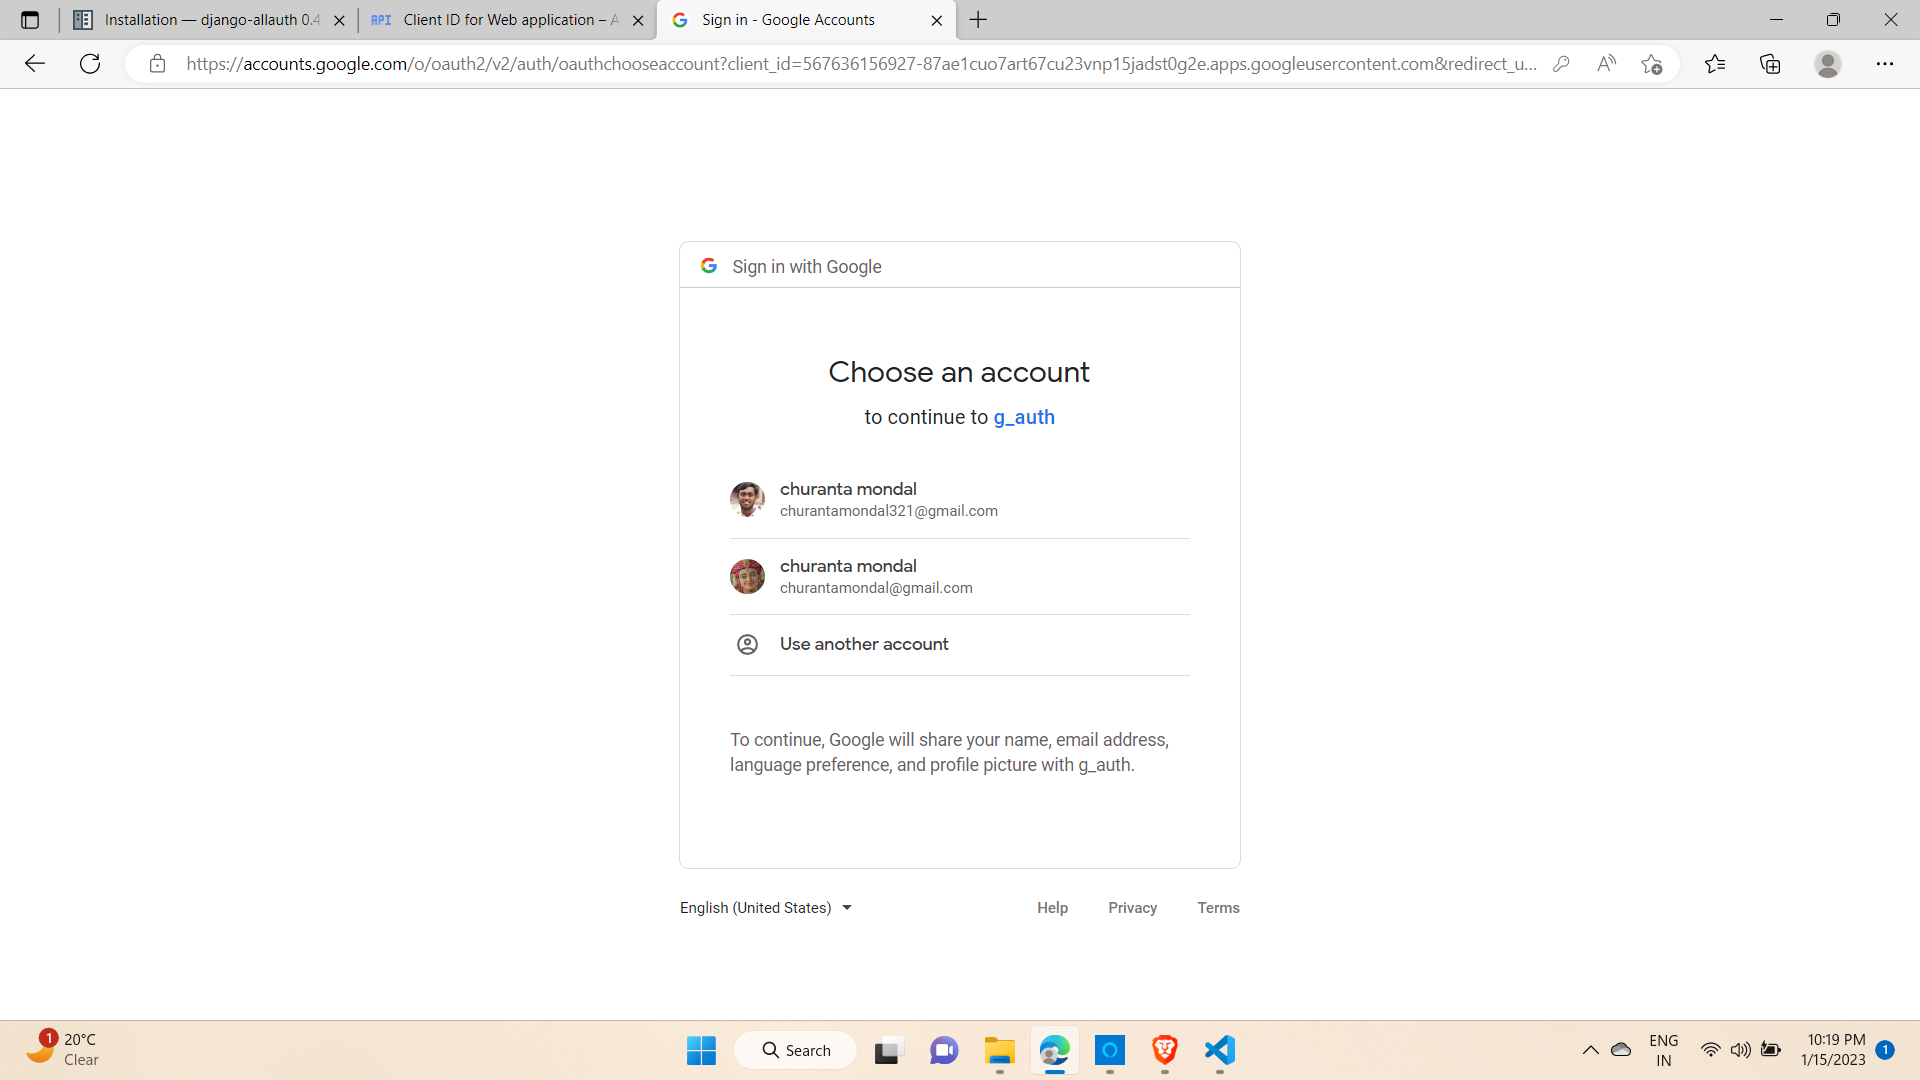 Installation — django-allauth 0.4
API Client ID for Web application – A
Sign in - Google Accounts
https://accounts.google.com/o/oauth2/v2/auth/oauthchooseaccount?client_id=567636156927-87ae1cuo7art67cu23vnp15jadst0g2e.apps.googleusercontent.com&redirect_u...
Sign in with Google
Choose an account
to continue to g_auth
churanta mondal
churantamondal321@gmail.com
churanta mondal
churantamondal@gmail.com
Use another account
To continue, Google will share your name, email address,
language preference, and profile picture with g_auth.
English (United States)
Help
Privacy
Terms
1
20°C
Clear
Search
ENG
IN
10:19 PM
1/15/2023
1